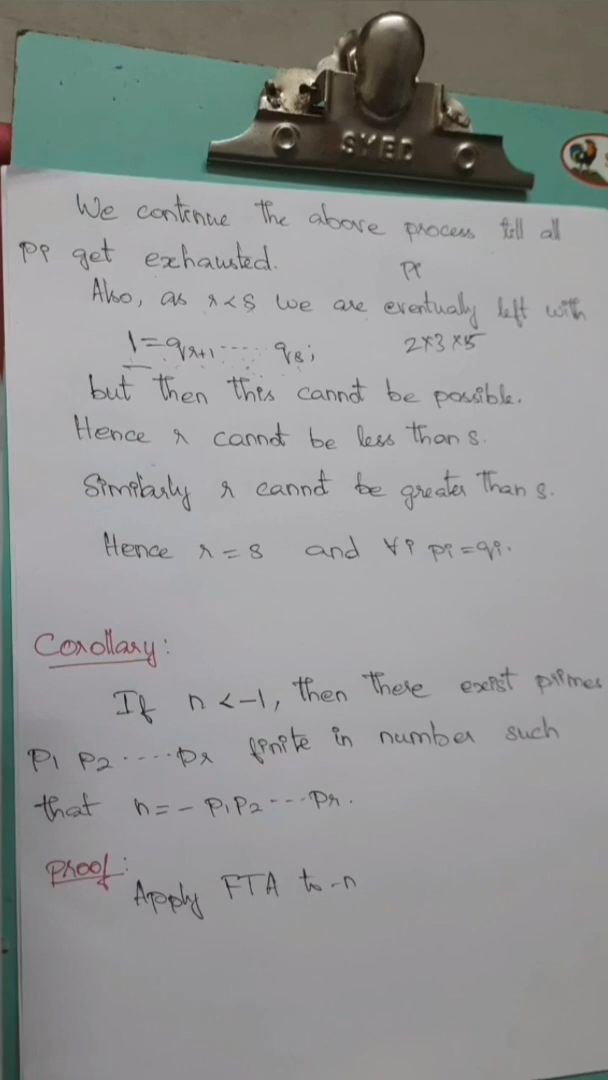 SMED
We continue the above process till all
pi get exhausted.
Also, as r<s we are eventually left with
1=qr+1 ---- qs;
2×3×5
but then this cannot be possible.
Hence r cannot be less than s.
Similarly r cannot be greater than s.
Hence r=s and ∀i pi=qi.
Corollary:
If n<-1, then there exist primes
p1 p2 ---- pr finite in number such
that n=- p1p2---pr.
Proof:
Apply FTA to -n